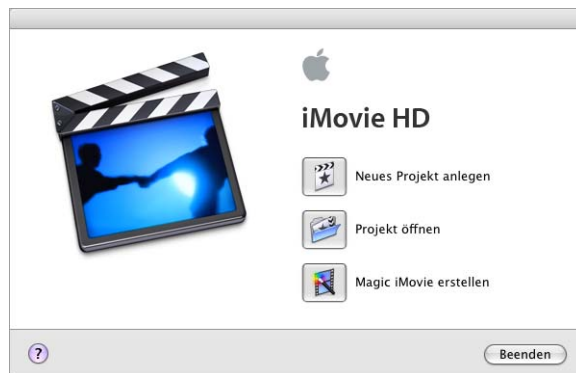 iMovie HD
Neues Projekt anlegen
Projekt öffnen
Magic iMovie erstellen
?
Beenden